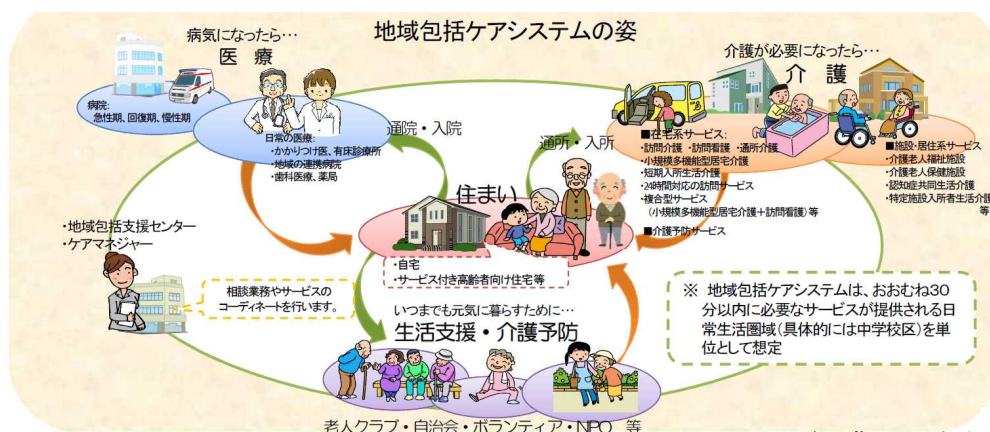 地域包括ケアシステムの姿
病気になったら…
医 療
病院:
急性期、回復期、慢性期
日常の医療:
・かかりつけ医、有床診療所
・地域の連携病院
・歯科医療、薬局
通院・入院
通所・入所
介護が必要になったら…
介 護
■在宅系サービス:
・訪問介護 ・訪問看護 ・通所介護
・小規模多機能型居宅介護
・短期入所生活介護
・24時間対応の訪問サービス
・複合型サービス
(小規模多機能型居宅介護+訪問看護)等
■介護予防サービス
■施設・居住系サービス
・介護老人福祉施設
・介護老人保健施設
・認知症共同生活介護
・特定施設入所者生活介護
等
住まい
・自宅
・サービス付き高齢者向け住宅等
・地域包括支援センター
・ケアマネジャー
相談業務やサービスの
コーディネートを行います。
いつまでも元気に暮らすために…
生活支援・介護予防
老人クラブ・自治会・ボランティア・NPO 等
※ 地域包括ケアシステムは、おおむね30
分以内に必要なサービスが提供される日
常生活圏域(具体的には中学校区)を単
位として想定